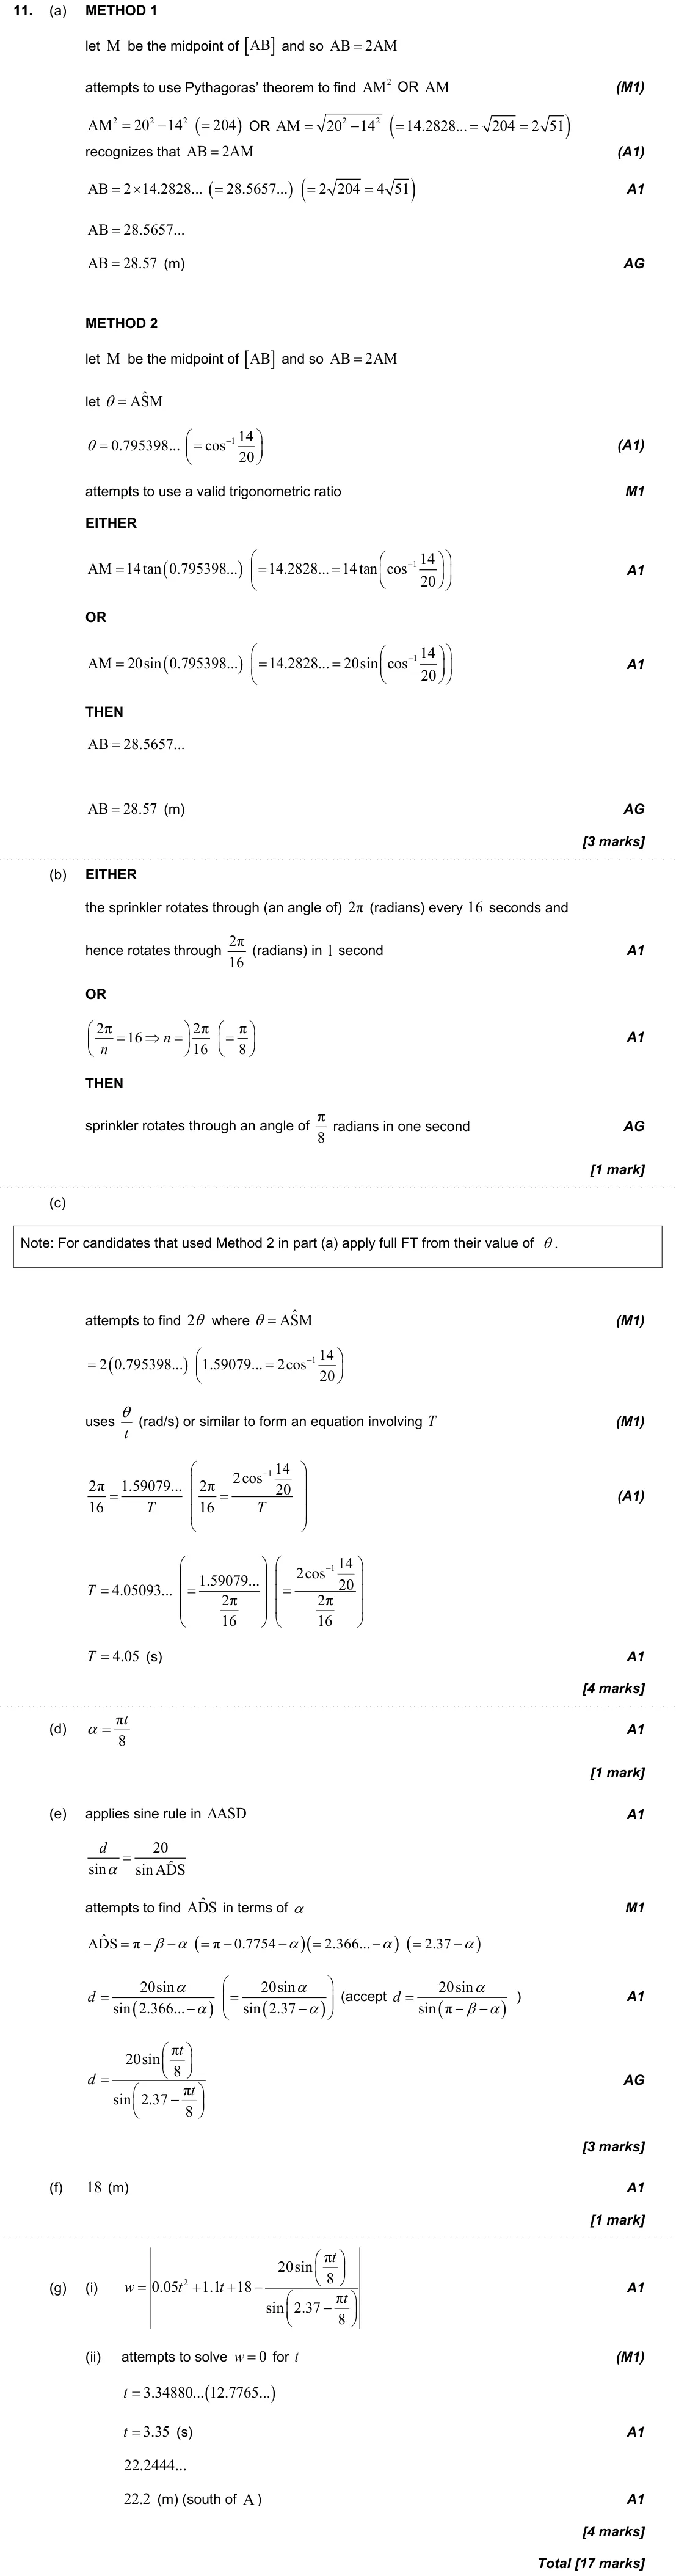 11. (a) METHOD 1
let M be the midpoint of [AB] and so AB = 2AM
attempts to use Pythagoras' theorem to find AM² OR AM (M1)
AM² = 20² − 14² (= 204) OR AM = √(20² − 14²) (= 14.2828... = √204 = 2√51)
recognizes that AB = 2AM (A1)
AB = 2×14.2828... (= 28.5657...) (= 2√204 = 4√51) A1
AB = 28.5657...
AB = 28.57 (m) AG
METHOD 2
let M be the midpoint of [AB] and so AB = 2AM
let θ = AŜM
θ = 0.795398... (= cos⁻¹ 14/20) (A1)
attempts to use a valid trigonometric ratio M1
EITHER
AM = 14 tan(0.795398...) (= 14.2828... = 14 tan(cos⁻¹ 14/20)) A1
OR
AM = 20 sin(0.795398...) (= 14.2828... = 20 sin(cos⁻¹ 14/20)) A1
THEN
AB = 28.5657...
AB = 28.57 (m) AG
[3 marks]
(b) EITHER
the sprinkler rotates through (an angle of) 2π (radians) every 16 seconds and
hence rotates through 2π/16 (radians) in 1 second A1
OR
(2π/n = 16 ⇒ n =) 2π/16 (= π/8) A1
THEN
sprinkler rotates through an angle of π/8 radians in one second AG
[1 mark]
(c)
Note: For candidates that used Method 2 in part (a) apply full FT from their value of θ.
attempts to find 2θ where θ = AŜM (M1)
= 2(0.795398...) (1.59079... = 2cos⁻¹ 14/20)
uses θ/t (rad/s) or similar to form an equation involving T (M1)
2π/16 = 1.59079.../T (2π/16 = (2cos⁻¹ 14/20)/T) (A1)
T = 4.05093... (= 1.59079.../(2π/16)) (= (2cos⁻¹ 14/20)/(2π/16))
T = 4.05 (s) A1
[4 marks]
(d) α = πt/8 A1
[1 mark]
(e) applies sine rule in ΔASD A1
d/sin α = 20/sin AD̂S
attempts to find AD̂S in terms of α M1
AD̂S = π − β − α (= π − 0.7754 − α)(= 2.366... − α) (= 2.37 − α)
d = 20 sin α/sin(2.366... − α) (= 20 sin α/sin(2.37 − α)) (accept d = 20 sin α/sin(π − β − α) ) A1
d = 20 sin(πt/8)/sin(2.37 − πt/8) AG
[3 marks]
(f) 18 (m) A1
[1 mark]
(g) (i) w = |0.05t² + 1.1t + 18 − 20 sin(πt/8)/sin(2.37 − πt/8)| A1
(ii) attempts to solve w = 0 for t (M1)
t = 3.34880...(12.7765...)
t = 3.35 (s) A1
22.2444...
22.2 (m) (south of A ) A1
[4 marks]
Total [17 marks]